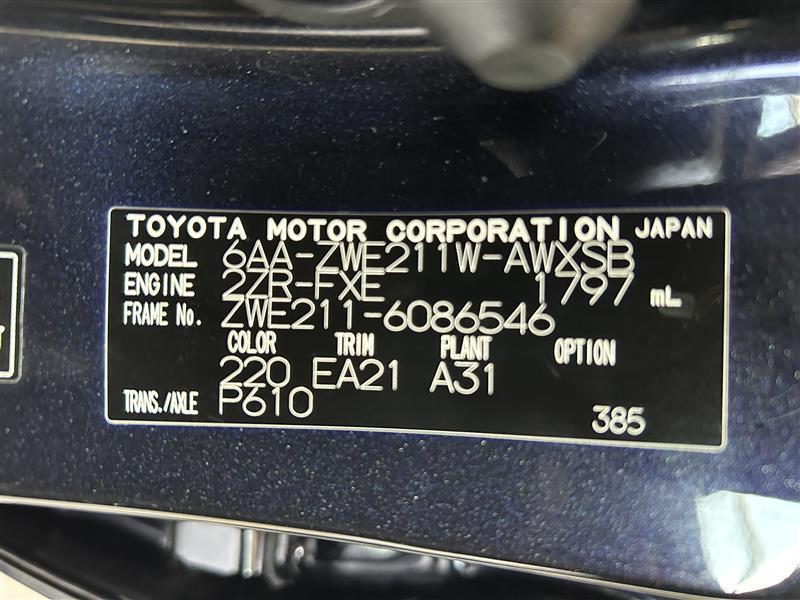 TOYOTA MOTOR CORPORATION JAPAN
MODEL 6AA-ZWE211W-AWXSB
ENGINE 2ZR-FXE 1797 mL
FRAME No. ZWE211-6086546
COLOR TRIM PLANT OPTION
220 EA21 A31
TRANS./AXLE P610
385